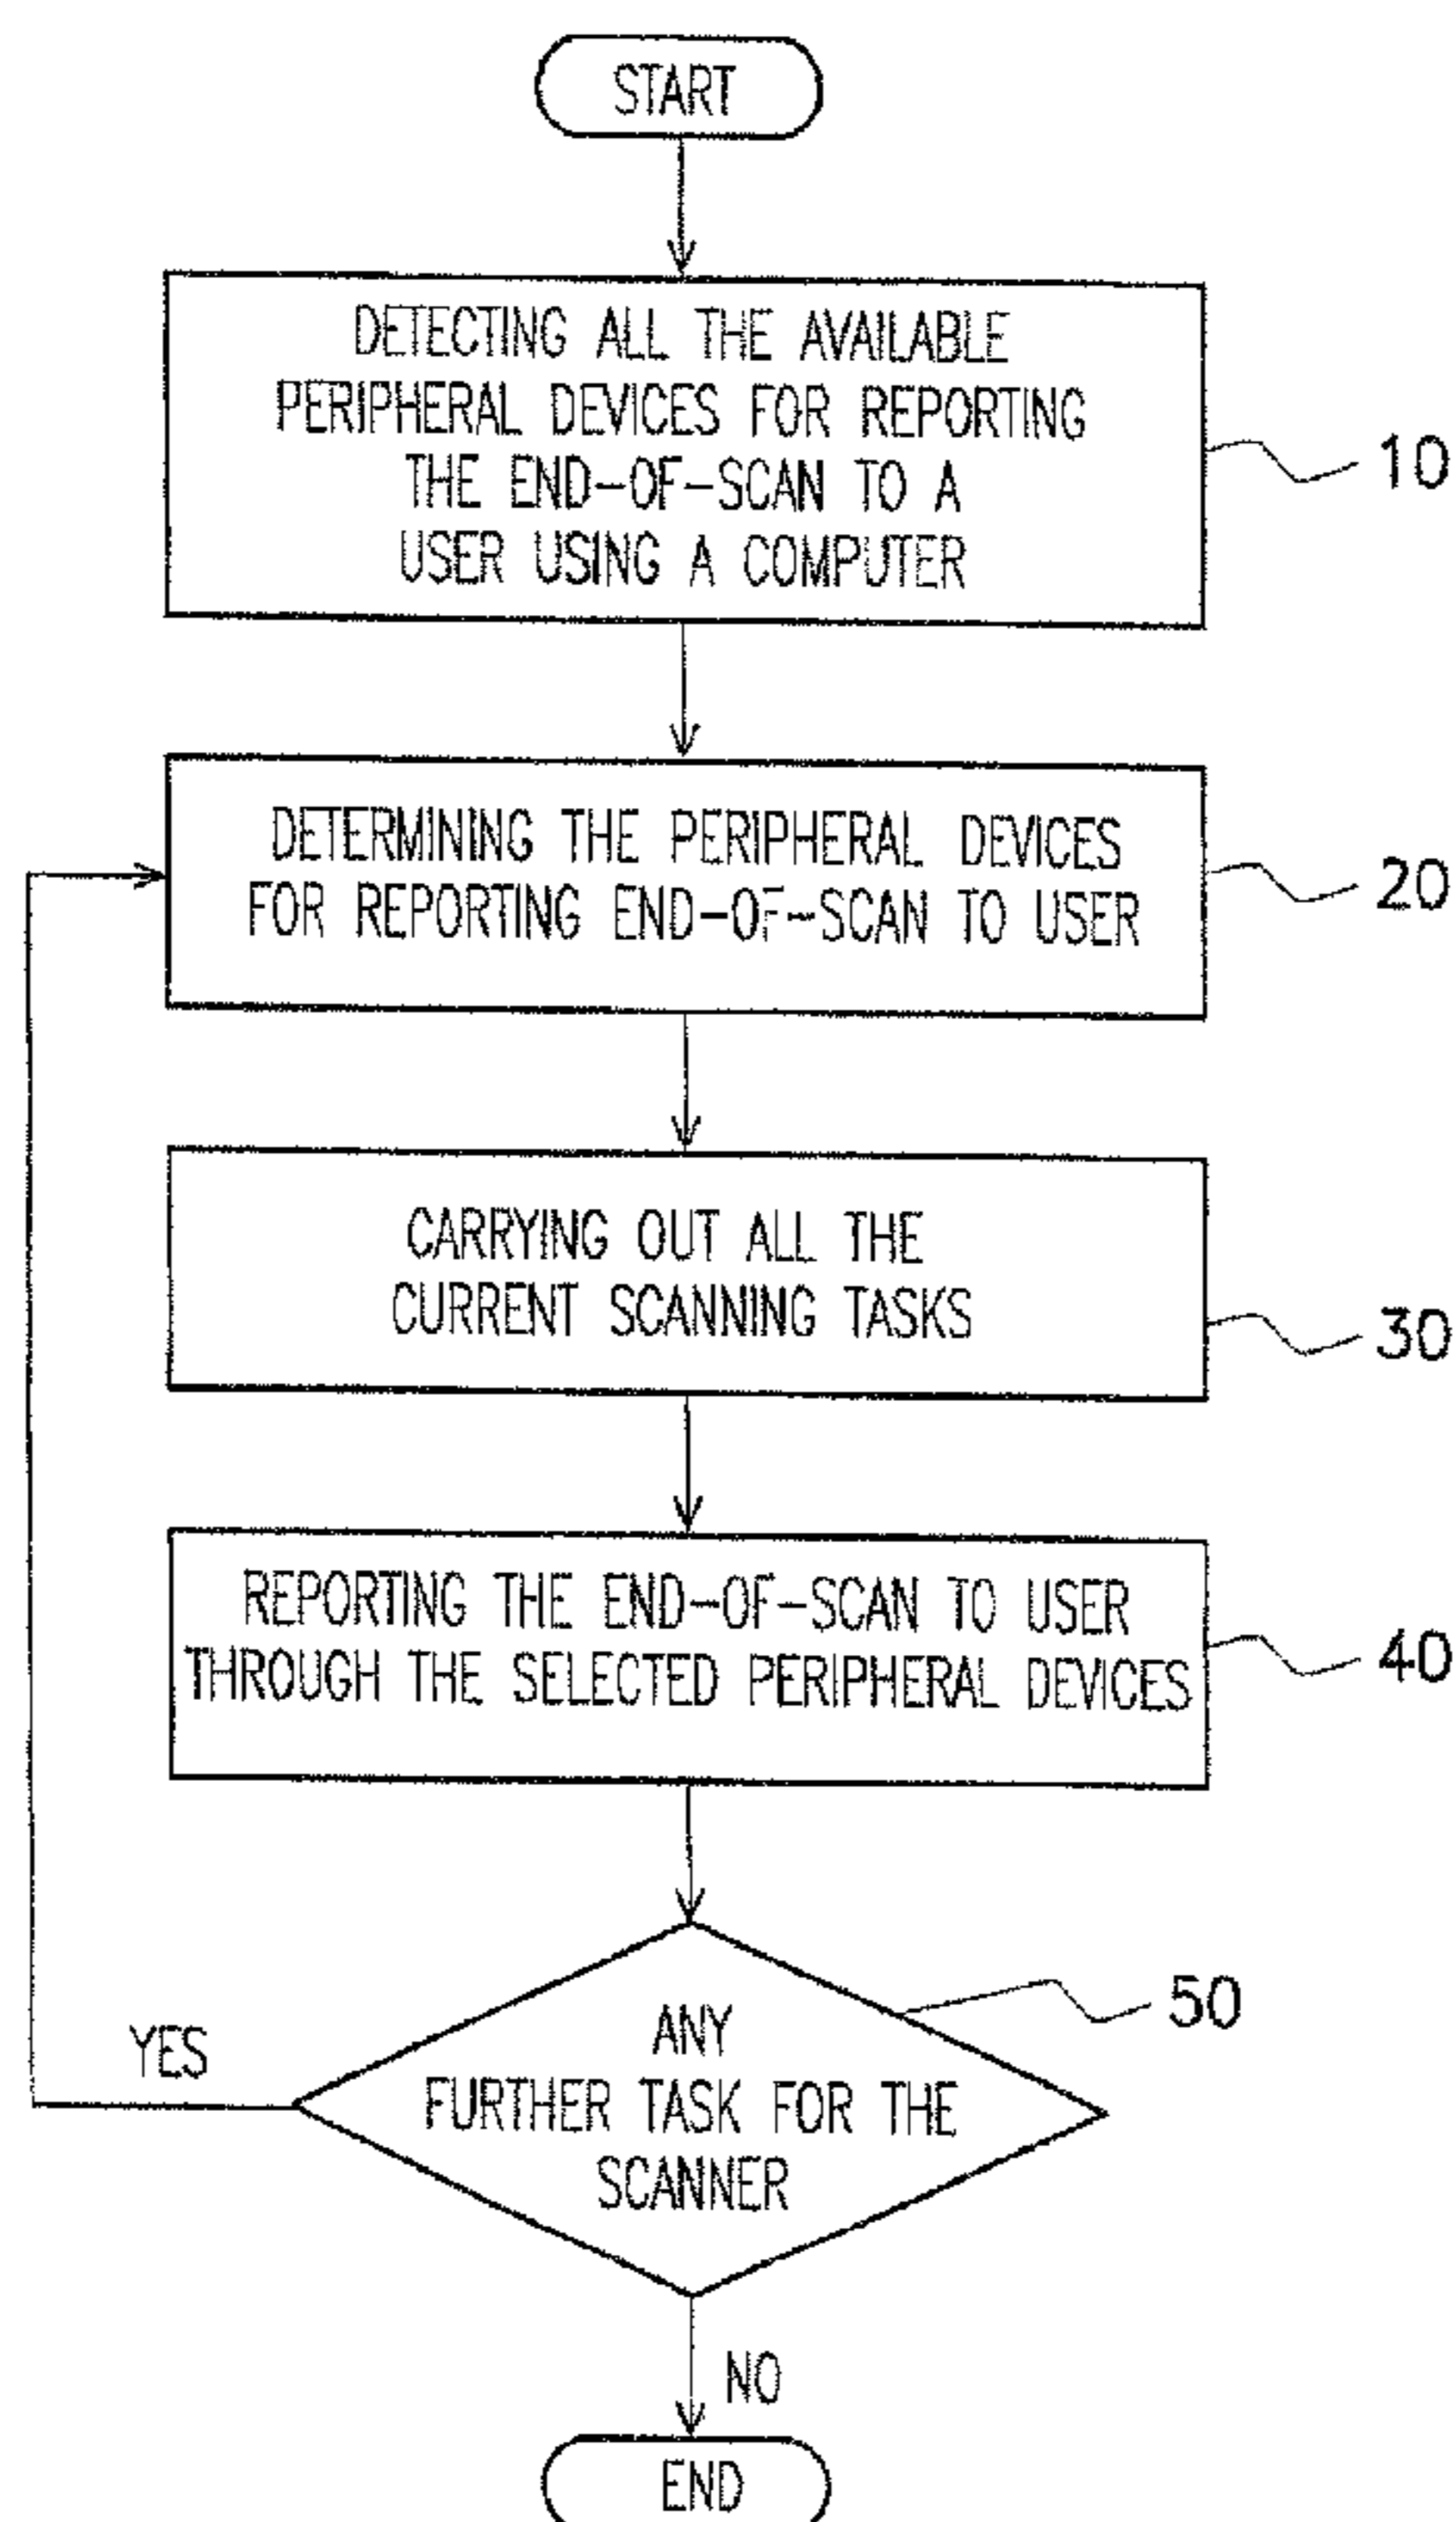 START
DETECTING ALL THE AVAILABLE
PERIPHERAL DEVICES FOR REPORTING
THE END-OF-SCAN TO A
USER USING A COMPUTER
10
DETERMINING THE PERIPHERAL DEVICES
FOR REPORTING END-OF-SCAN TO USER
20
CARRYING OUT ALL THE
CURRENT SCANNING TASKS
30
REPORTING THE END-OF-SCAN TO USER
THROUGH THE SELECTED PERIPHERAL DEVICES
40
50
YES
ANY
FURTHER TASK FOR THE
SCANNER
NO
END